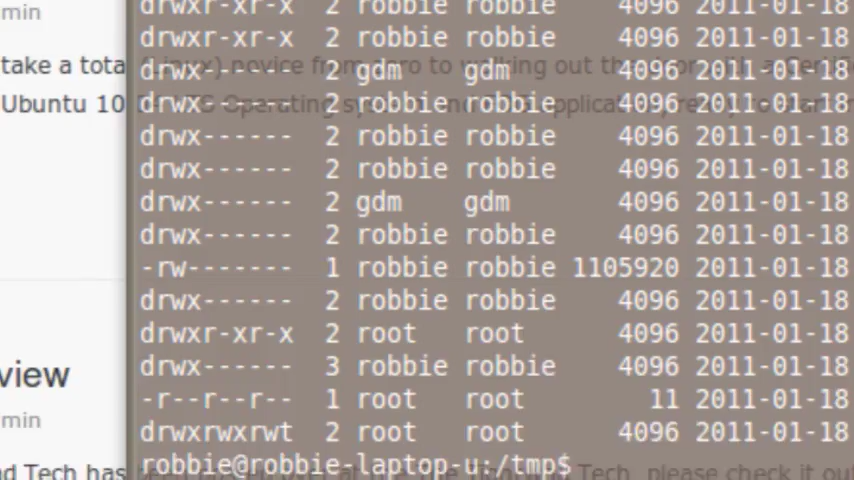 min
take a tota
Ubuntu 10
view
min
nd Tech has
drwxr-xr-x 2 robbie robbie 4096 2011-01-18
drwxr-xr-x 2 robbie robbie 4096 2011-01-18
drwx------ 2 gdm gdm 4096 2011-01-18
drwx------ 2 robbie robbie 4096 2011-01-18
drwx------ 2 robbie robbie 4096 2011-01-18
drwx------ 2 robbie robbie 4096 2011-01-18
drwx------ 2 gdm gdm 4096 2011-01-18
drwx------ 2 robbie robbie 4096 2011-01-18
-rw------- 1 robbie robbie 1105920 2011-01-18
drwx------ 2 robbie robbie 4096 2011-01-18
drwxr-xr-x 2 root root 4096 2011-01-18
drwx------ 3 robbie robbie 4096 2011-01-18
-r--r--r-- 1 root root 11 2011-01-18
drwxrwxrwt 2 root root 4096 2011-01-18
robbie@robbie-laptop-u:/tmp$
Tech, please check it out